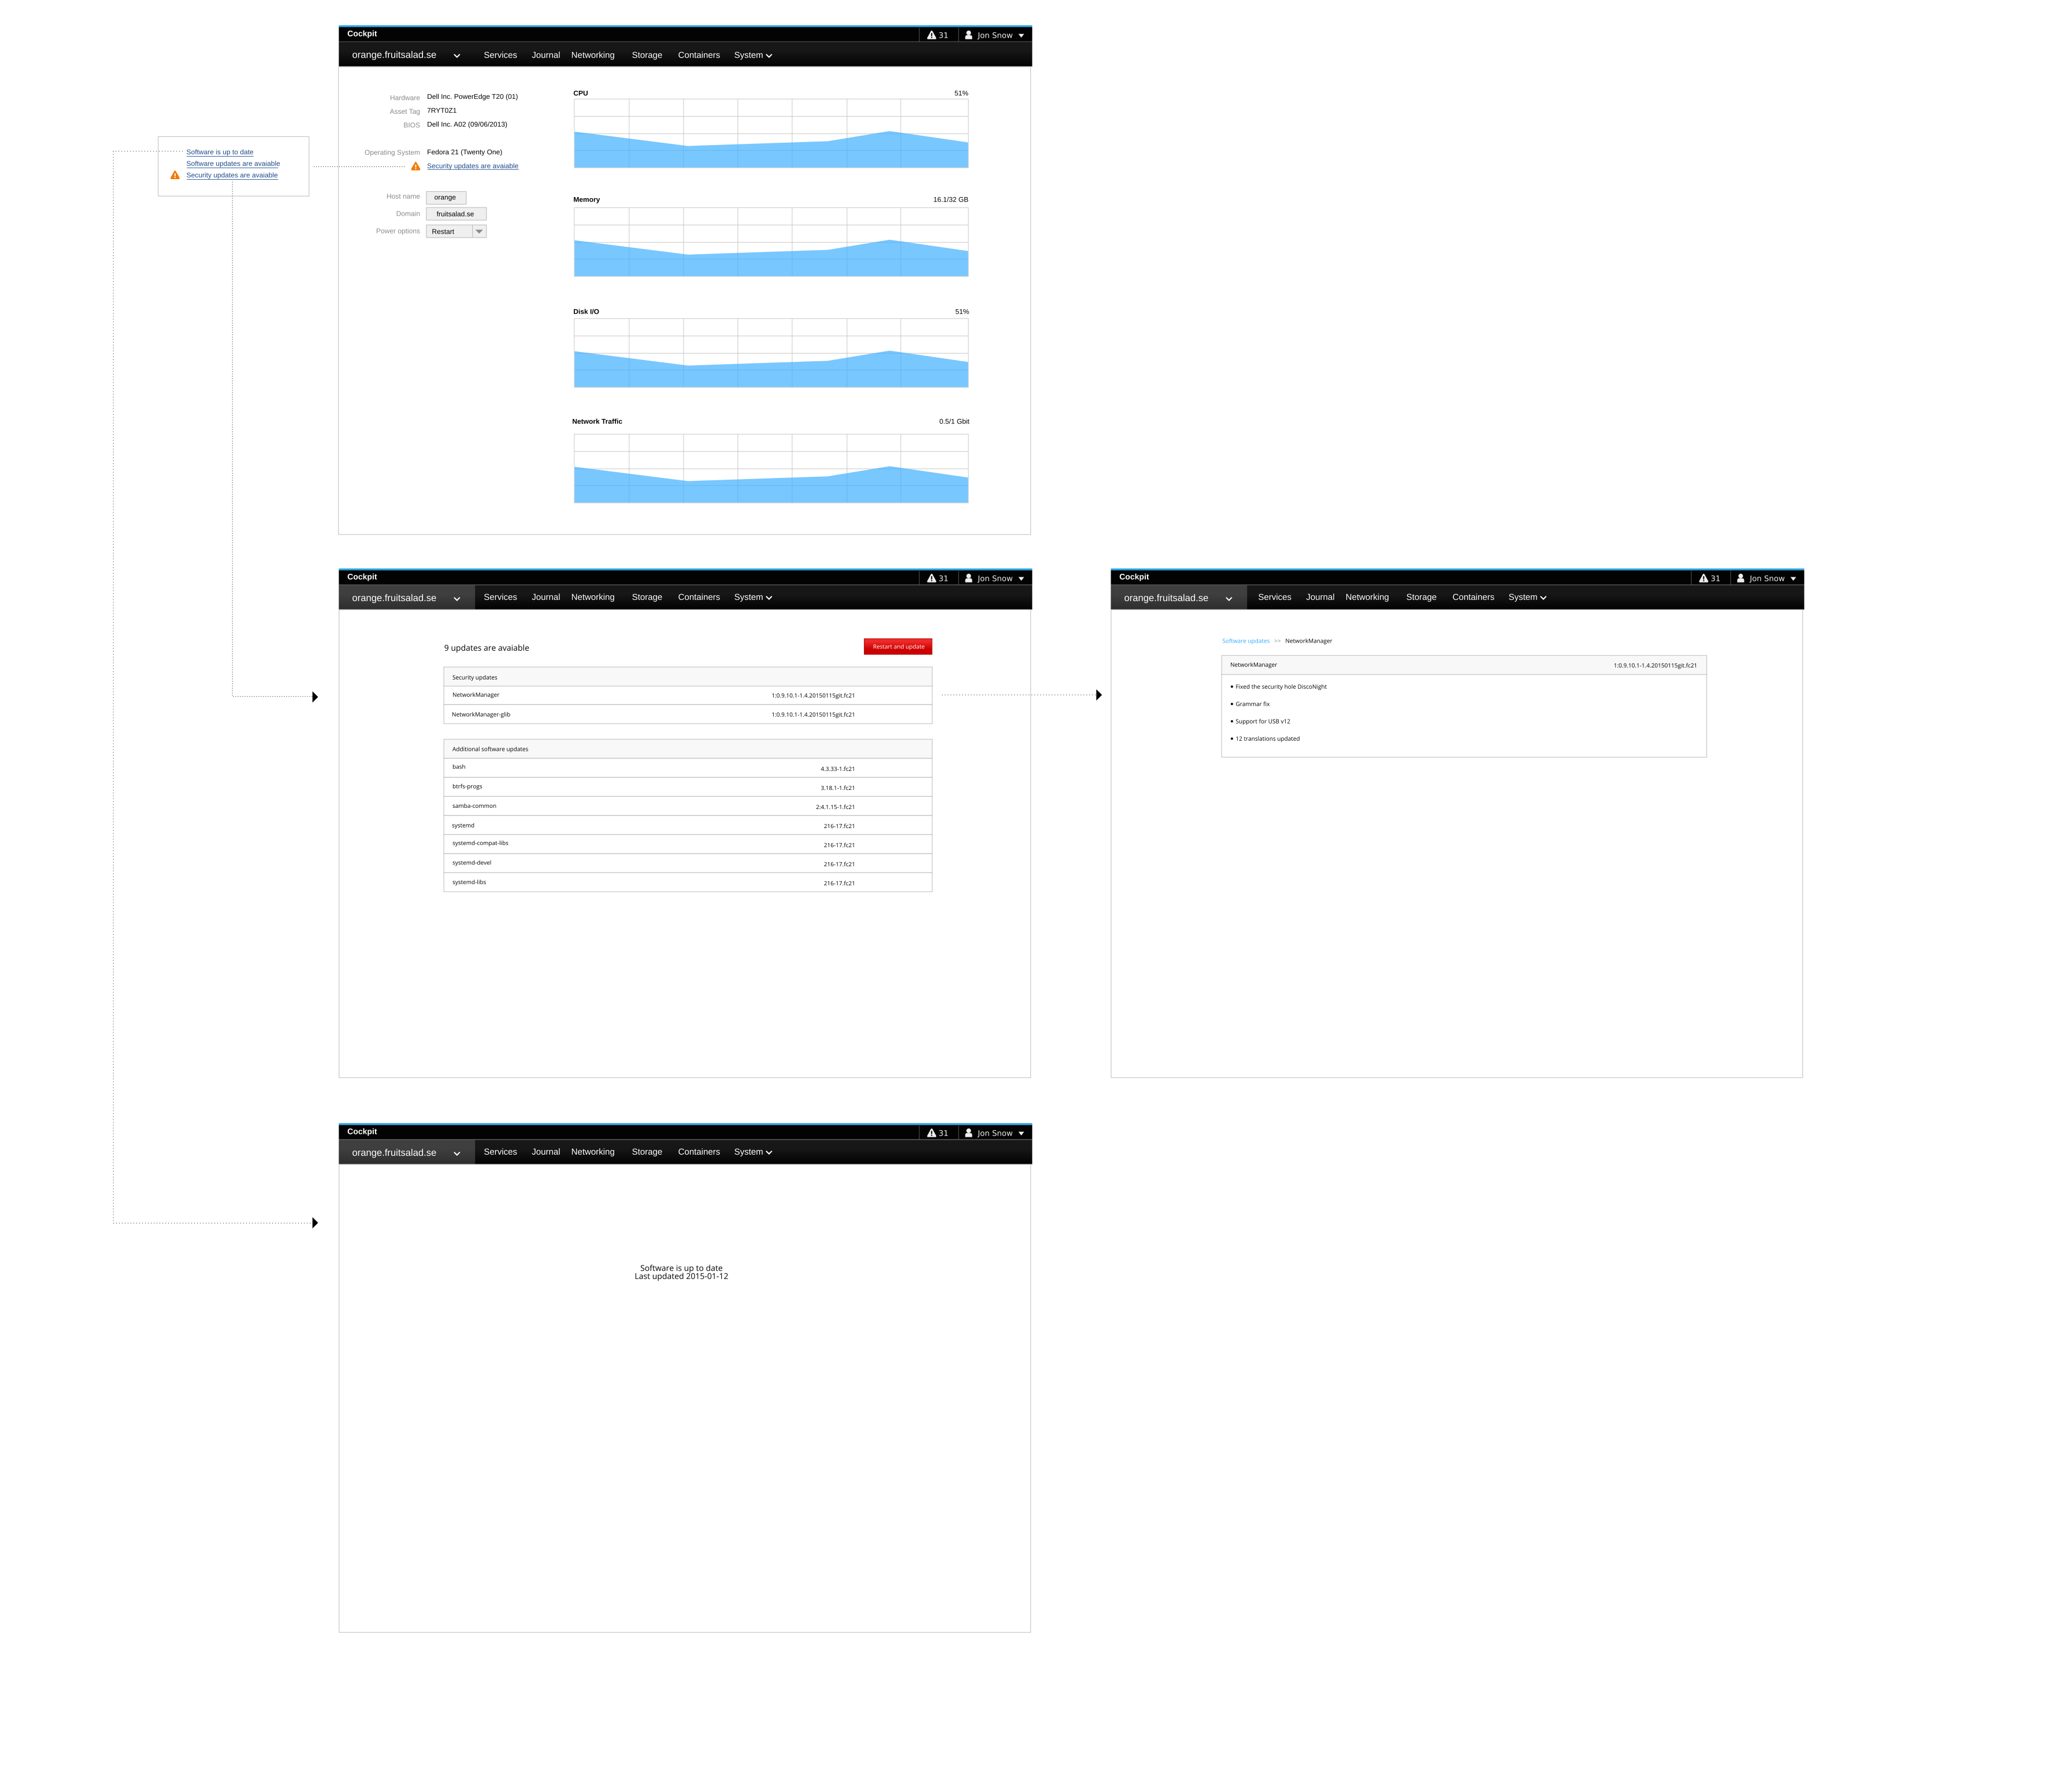 Cockpit
31
Jon Snow
orange.fruitsalad.se
Services Journal Networking Storage Containers System
Software is up to date
Software updates are avaiable
Security updates are avaiable
Hardware Dell Inc. PowerEdge T20 (01)
Asset Tag 7RYT0Z1
BIOS Dell Inc. A02 (09/06/2013)
Operating System Fedora 21 (Twenty One)
Security updates are avaiable
Host name orange
Domain fruitsalad.se
Power options Restart
CPU 51%
Memory 16.1/32 GB
Disk I/O 51%
Network Traffic 0.5/1 Gbit
Cockpit
31
Jon Snow
orange.fruitsalad.se
Services Journal Networking Storage Containers System
9 updates are avaiable
Restart and update
Security updates
NetworkManager 1:0.9.10.1-1.4.20150115git.fc21
NetworkManager-glib 1:0.9.10.1-1.4.20150115git.fc21
Additional software updates
bash 4.3.33-1.fc21
btrfs-progs 3.18.1-1.fc21
samba-common 2:4.1.15-1.fc21
systemd 216-17.fc21
systemd-compat-libs 216-17.fc21
systemd-devel 216-17.fc21
systemd-libs 216-17.fc21
Cockpit
31
Jon Snow
orange.fruitsalad.se
Services Journal Networking Storage Containers System
Software updates >> NetworkManager
NetworkManager 1:0.9.10.1-1.4.20150115git.fc21
• Fixed the security hole DiscoNight
• Grammar fix
• Support for USB v12
• 12 translations updated
Cockpit
31
Jon Snow
orange.fruitsalad.se
Services Journal Networking Storage Containers System
Software is up to date
Last updated 2015-01-12